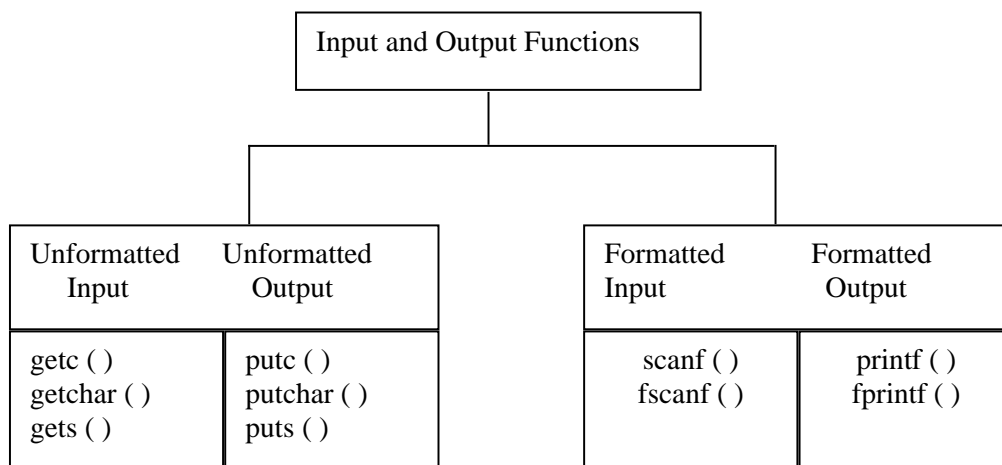 Input and Output Functions
Unformatted Unformatted
Input Output
getc ( ) putc ( )
getchar ( ) putchar ( )
gets ( ) puts ( )
Formatted Formatted
Input Output
scanf ( ) printf ( )
fscanf ( ) fprintf ( )